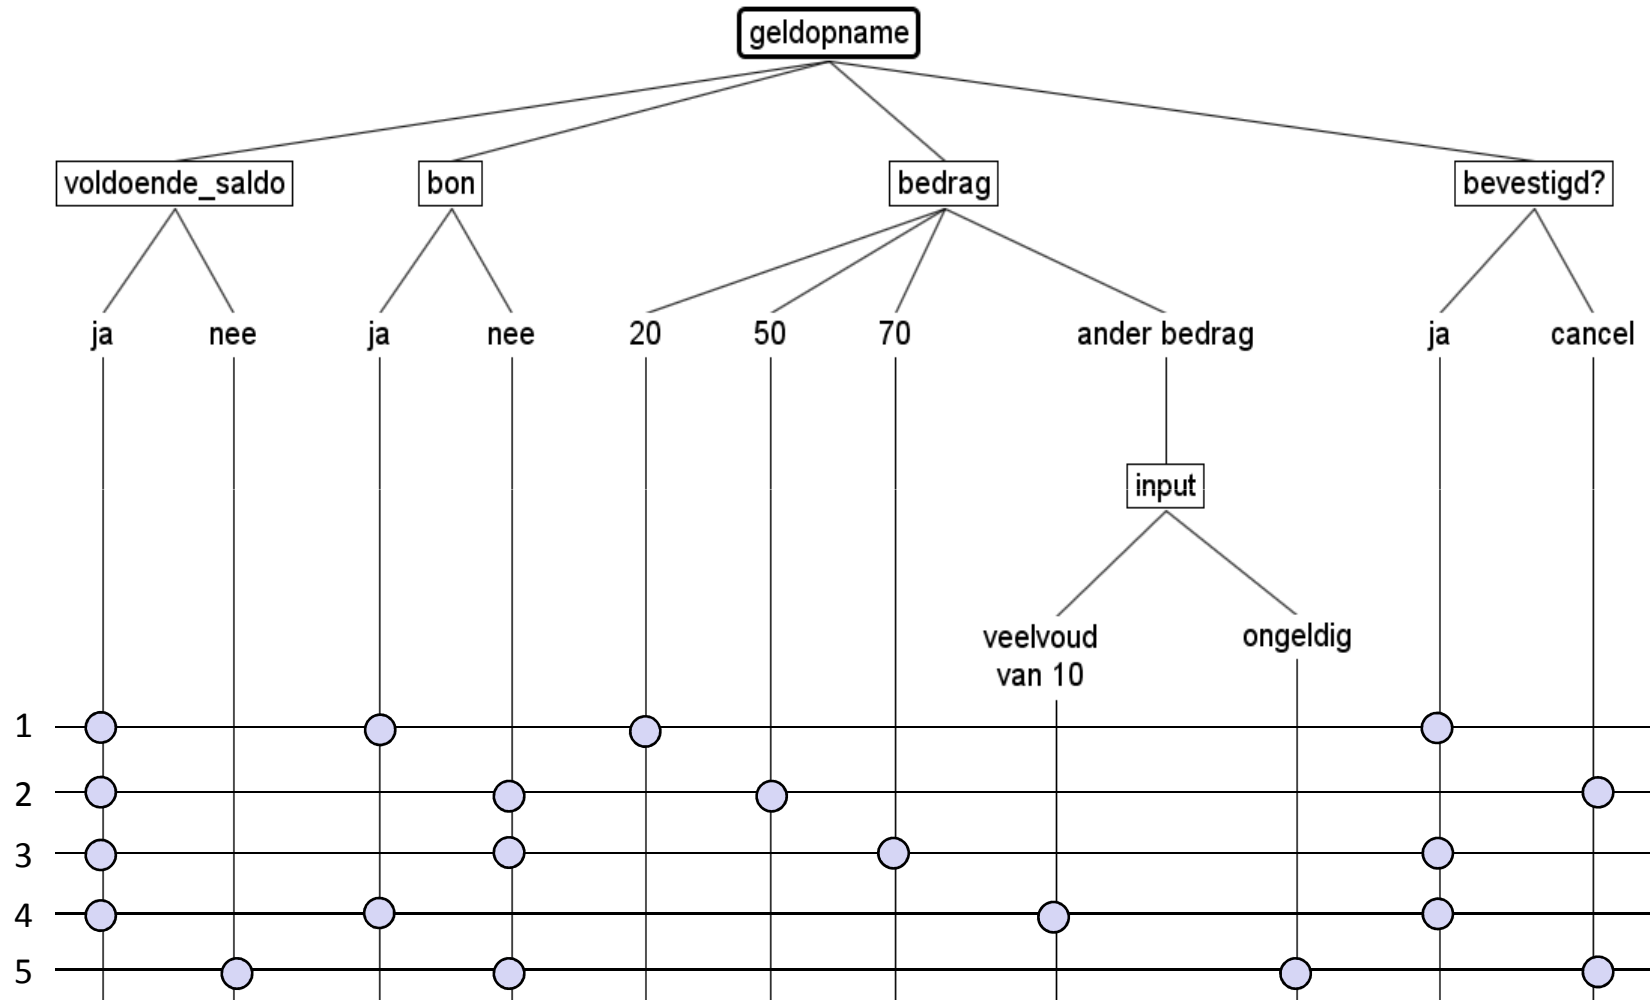 geldopname
voldoende_saldo bon bedrag bevestigd?
ja nee ja nee 20 50 70 ander bedrag ja cancel
input
veelvoud ongeldig
van 10
1
2
3
4
5